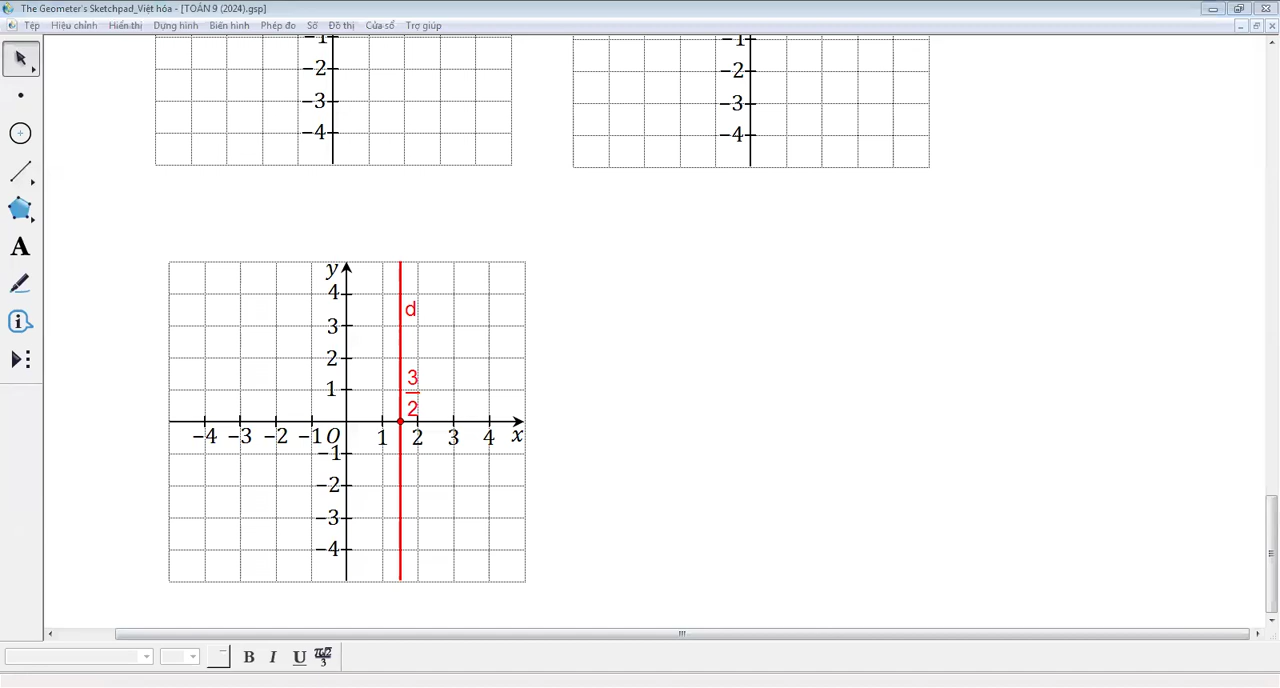 The Geometer's Sketchpad_Việt hóa - [TOÁN 9 (2024).gsp]
Tệp Hiệu chỉnh Hiển thị Dựng hình Biến hình Phép đo Số Đồ thị Cửa sổ Trợ giúp
−1 −1
−2 −2
−3 −3
−4 −4
y
4
d
3
2
3
2
1
−4 −3 −2 −1 O 1 2 3 4 x
−1
−2
−3
−4
A
i
B I U π√2/3